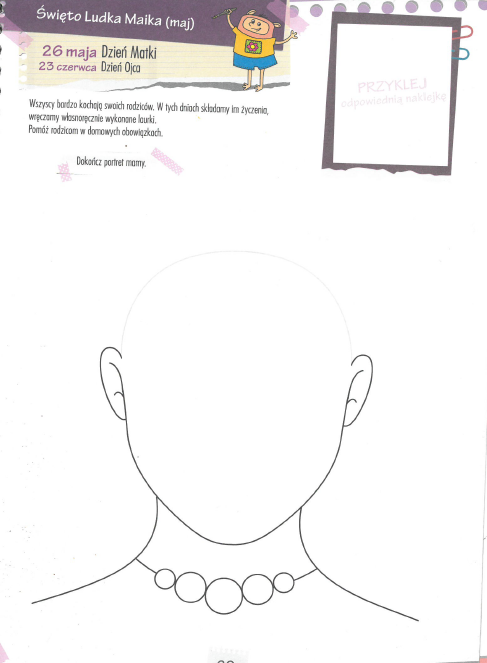 Święto Ludka Maika (maj)
26 maja Dzień Matki
23 czerwca Dzień Ojca
Wszyscy bardzo kochają swoich rodziców. W tych dniach składamy im życzenia,
wręczamy własnoręcznie wykonane laurki.
Pomóż rodzicom w domowych obowiązkach.
Dokończ portret mamy.
PRZYKLEJ
odpowiednią naklejkę